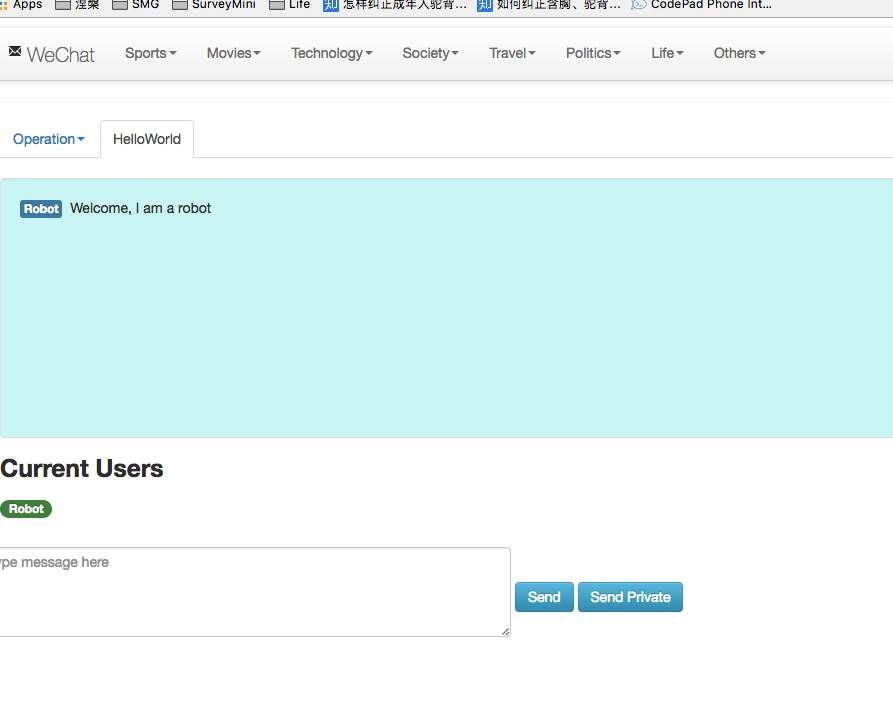 Apps 涅槃 SMG SurveyMini Life 知 怎样纠正成年人驼背... 知 如何纠正含胸、驼背... CodePad Phone Int...
WeChat Sports Movies Technology Society Travel Politics Life Others
Operation HelloWorld
Robot Welcome, I am a robot
Current Users
Robot
ype message here
Send Send Private